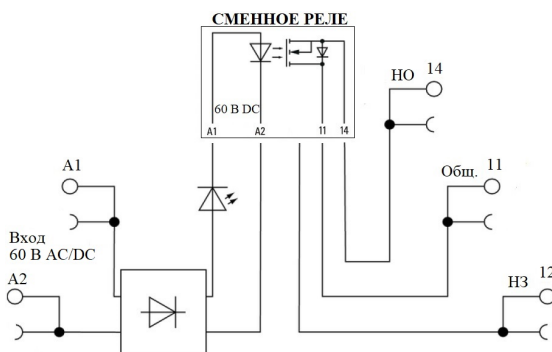 СМЕННОЕ РЕЛЕ
60 В DC
A1 A2 11 14
НО 14
Общ. 11
НЗ 12
A1
Вход
60 В AC/DC
A2